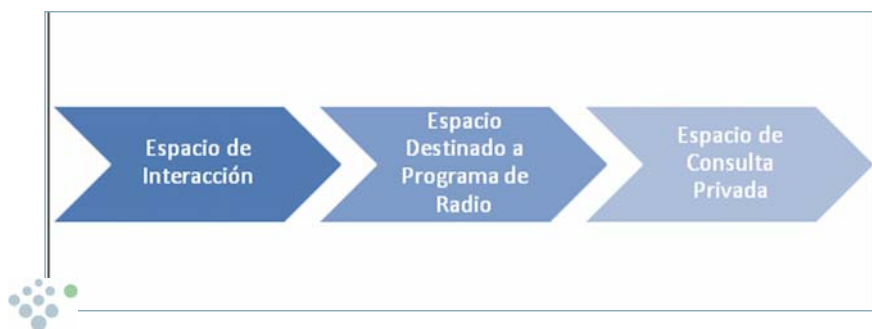 Espacio de
Interacción
Espacio
Destinado a
Programa de
Radio
Espacio de
Consulta
Privada